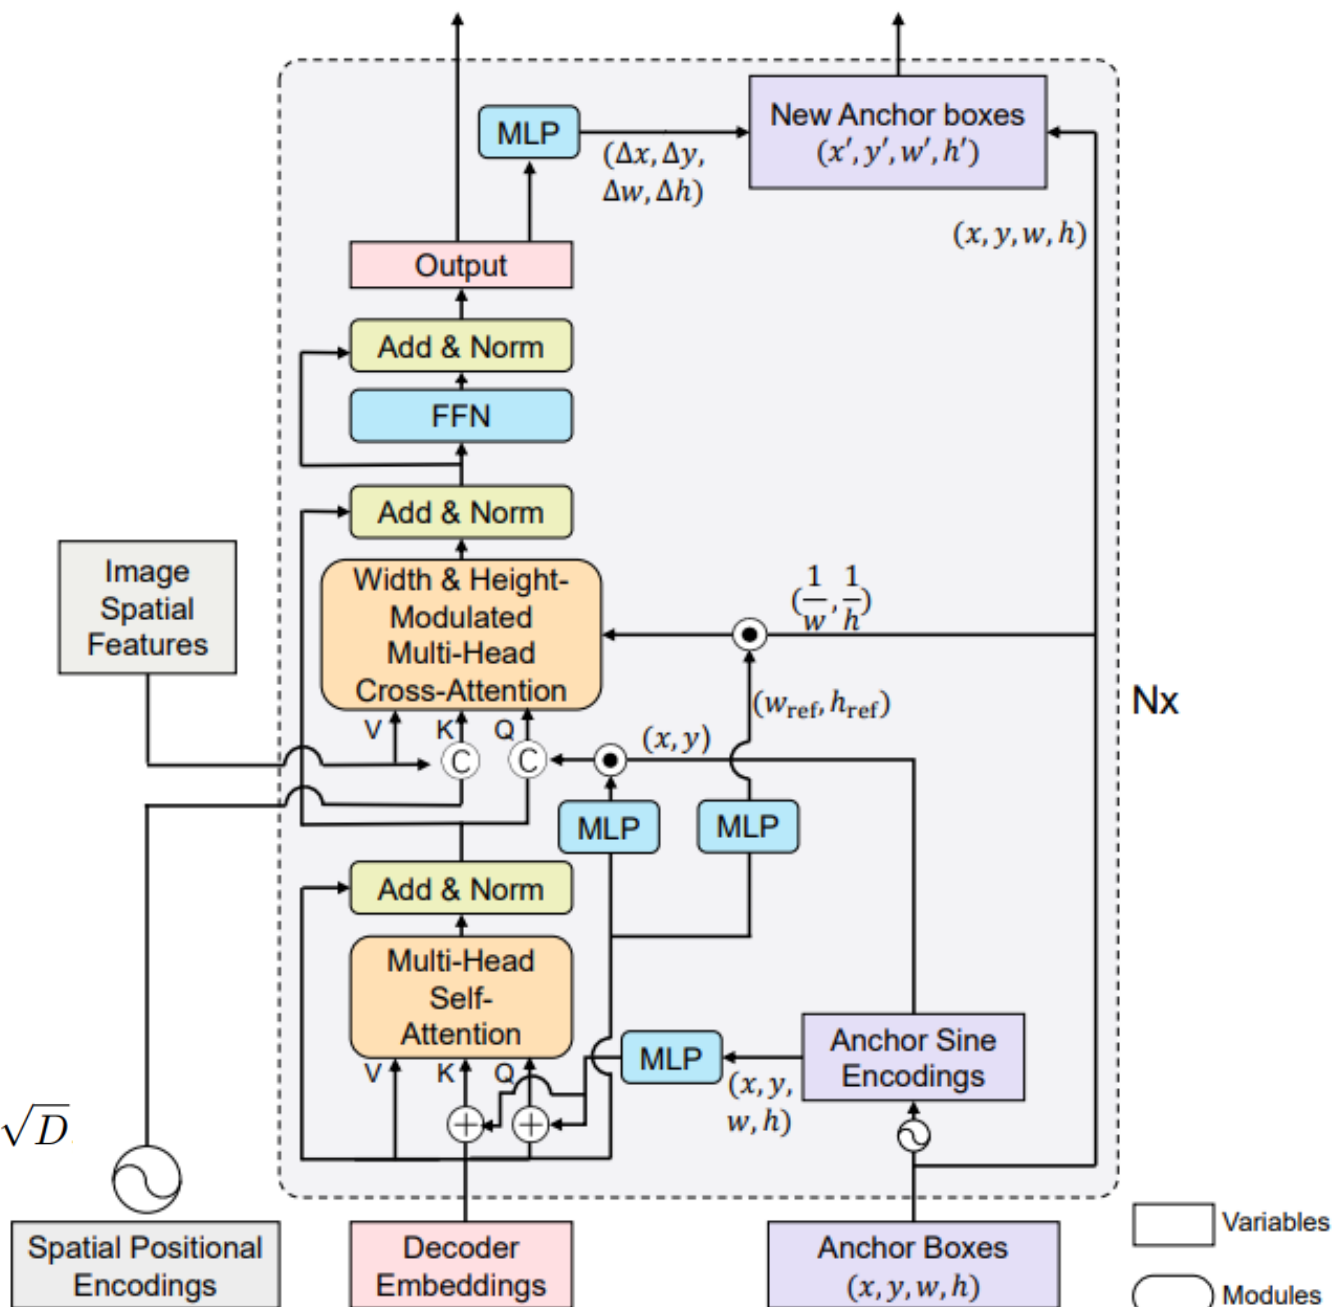 MLP
(Δx, Δy,
Δw, Δh)
New Anchor boxes
(x′, y′, w′, h′)
(x, y, w, h)
Output
Add & Norm
FFN
Add & Norm
Image
Spatial
Features
Width & Height-
Modulated
Multi-Head
Cross-Attention
(1/w, 1/h)
(w_ref, h_ref)
Nx
V K Q
C C
(x, y)
MLP
MLP
Add & Norm
Multi-Head
Self-
Attention
V K Q
MLP
(x, y,
w, h)
Anchor Sine
Encodings
√D
Spatial Positional
Encodings
Decoder
Embeddings
Anchor Boxes
(x, y, w, h)
Variables
Modules